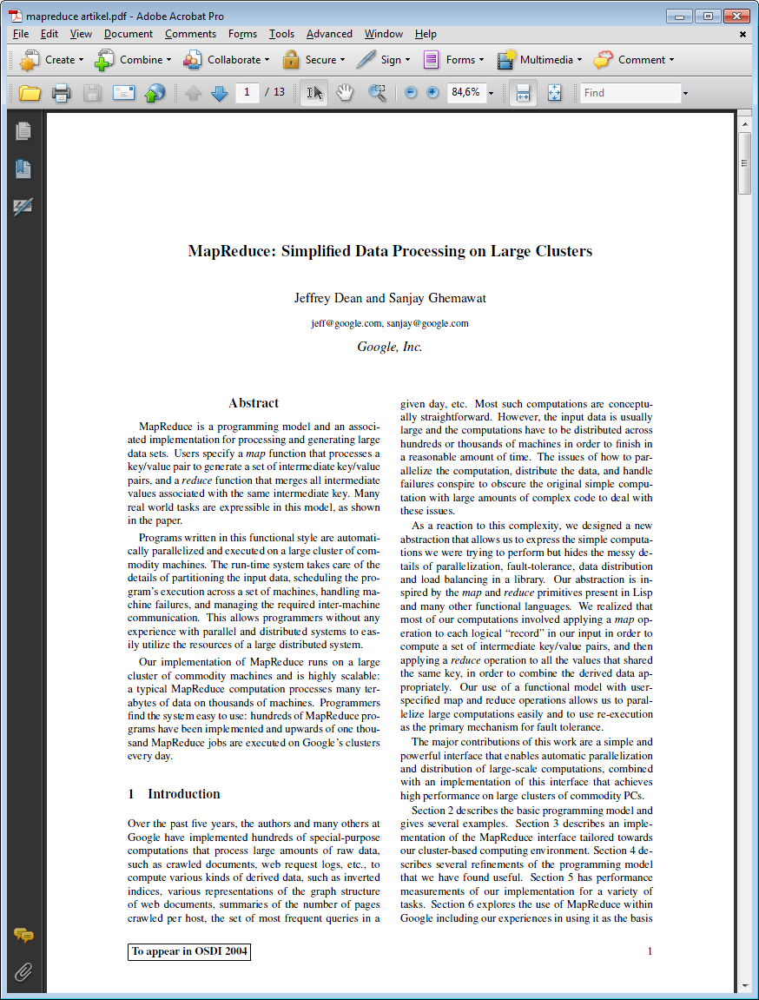 mapreduce artikel.pdf - Adobe Acrobat Pro
File Edit View Document Comments Forms Tools Advanced Window Help
Create Combine Collaborate Secure Sign Forms Multimedia Comment
1 / 13 84,6% Find
MapReduce: Simplified Data Processing on Large Clusters
Jeffrey Dean and Sanjay Ghemawat
jeff@google.com, sanjay@google.com
Google, Inc.
Abstract
MapReduce is a programming model and an associ-
ated implementation for processing and generating large
data sets. Users specify a map function that processes a
key/value pair to generate a set of intermediate key/value
pairs, and a reduce function that merges all intermediate
values associated with the same intermediate key. Many
real world tasks are expressible in this model, as shown
in the paper.
Programs written in this functional style are automati-
cally parallelized and executed on a large cluster of com-
modity machines. The run-time system takes care of the
details of partitioning the input data, scheduling the pro-
gram's execution across a set of machines, handling ma-
chine failures, and managing the required inter-machine
communication. This allows programmers without any
experience with parallel and distributed systems to eas-
ily utilize the resources of a large distributed system.
Our implementation of MapReduce runs on a large
cluster of commodity machines and is highly scalable:
a typical MapReduce computation processes many ter-
abytes of data on thousands of machines. Programmers
find the system easy to use: hundreds of MapReduce pro-
grams have been implemented and upwards of one thou-
sand MapReduce jobs are executed on Google's clusters
every day.
1 Introduction
Over the past five years, the authors and many others at
Google have implemented hundreds of special-purpose
computations that process large amounts of raw data,
such as crawled documents, web request logs, etc., to
compute various kinds of derived data, such as inverted
indices, various representations of the graph structure
of web documents, summaries of the number of pages
crawled per host, the set of most frequent queries in a
given day, etc. Most such computations are conceptu-
ally straightforward. However, the input data is usually
large and the computations have to be distributed across
hundreds or thousands of machines in order to finish in
a reasonable amount of time. The issues of how to par-
allelize the computation, distribute the data, and handle
failures conspire to obscure the original simple compu-
tation with large amounts of complex code to deal with
these issues.
As a reaction to this complexity, we designed a new
abstraction that allows us to express the simple computa-
tions we were trying to perform but hides the messy de-
tails of parallelization, fault-tolerance, data distribution
and load balancing in a library. Our abstraction is in-
spired by the map and reduce primitives present in Lisp
and many other functional languages. We realized that
most of our computations involved applying a map op-
eration to each logical “record” in our input in order to
compute a set of intermediate key/value pairs, and then
applying a reduce operation to all the values that shared
the same key, in order to combine the derived data ap-
propriately. Our use of a functional model with user-
specified map and reduce operations allows us to paral-
lelize large computations easily and to use re-execution
as the primary mechanism for fault tolerance.
The major contributions of this work are a simple and
powerful interface that enables automatic parallelization
and distribution of large-scale computations, combined
with an implementation of this interface that achieves
high performance on large clusters of commodity PCs.
Section 2 describes the basic programming model and
gives several examples. Section 3 describes an imple-
mentation of the MapReduce interface tailored towards
our cluster-based computing environment. Section 4 de-
scribes several refinements of the programming model
that we have found useful. Section 5 has performance
measurements of our implementation for a variety of
tasks. Section 6 explores the use of MapReduce within
Google including our experiences in using it as the basis
To appear in OSDI 2004
1